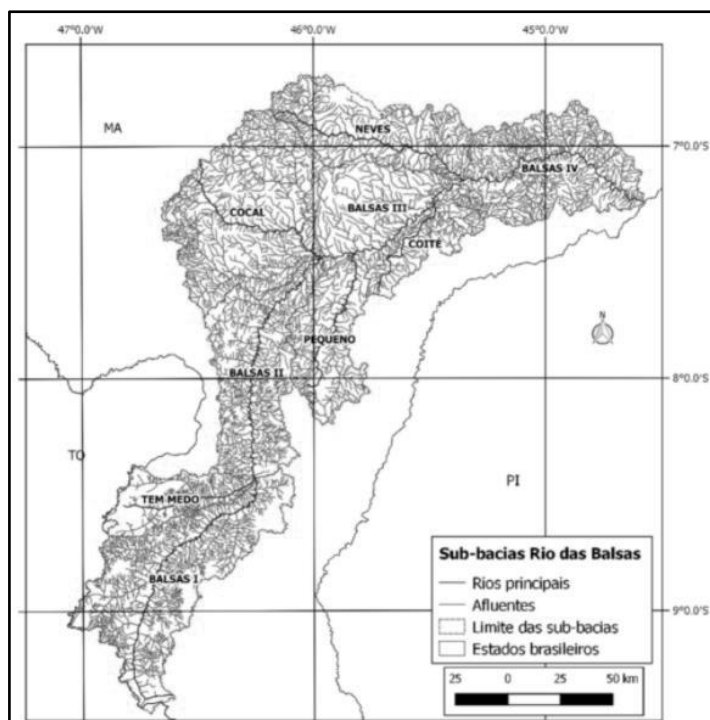 47°0.0'W
46°0.0'W
45°0.0'W
MA
NEVES
7°0.0'S
BALSAS IV
COCAL
BALSAS III
COITÉ
N
PEQUENO
BALSAS II
8°0.0'S
TO
PI
TEM MEDO
BALSAS I
Sub-bacias Rio das Balsas
Rios principais
Afluentes
Limite das sub-bacias
Estados brasileiros
9°0.0'S
25 0 25 50 km